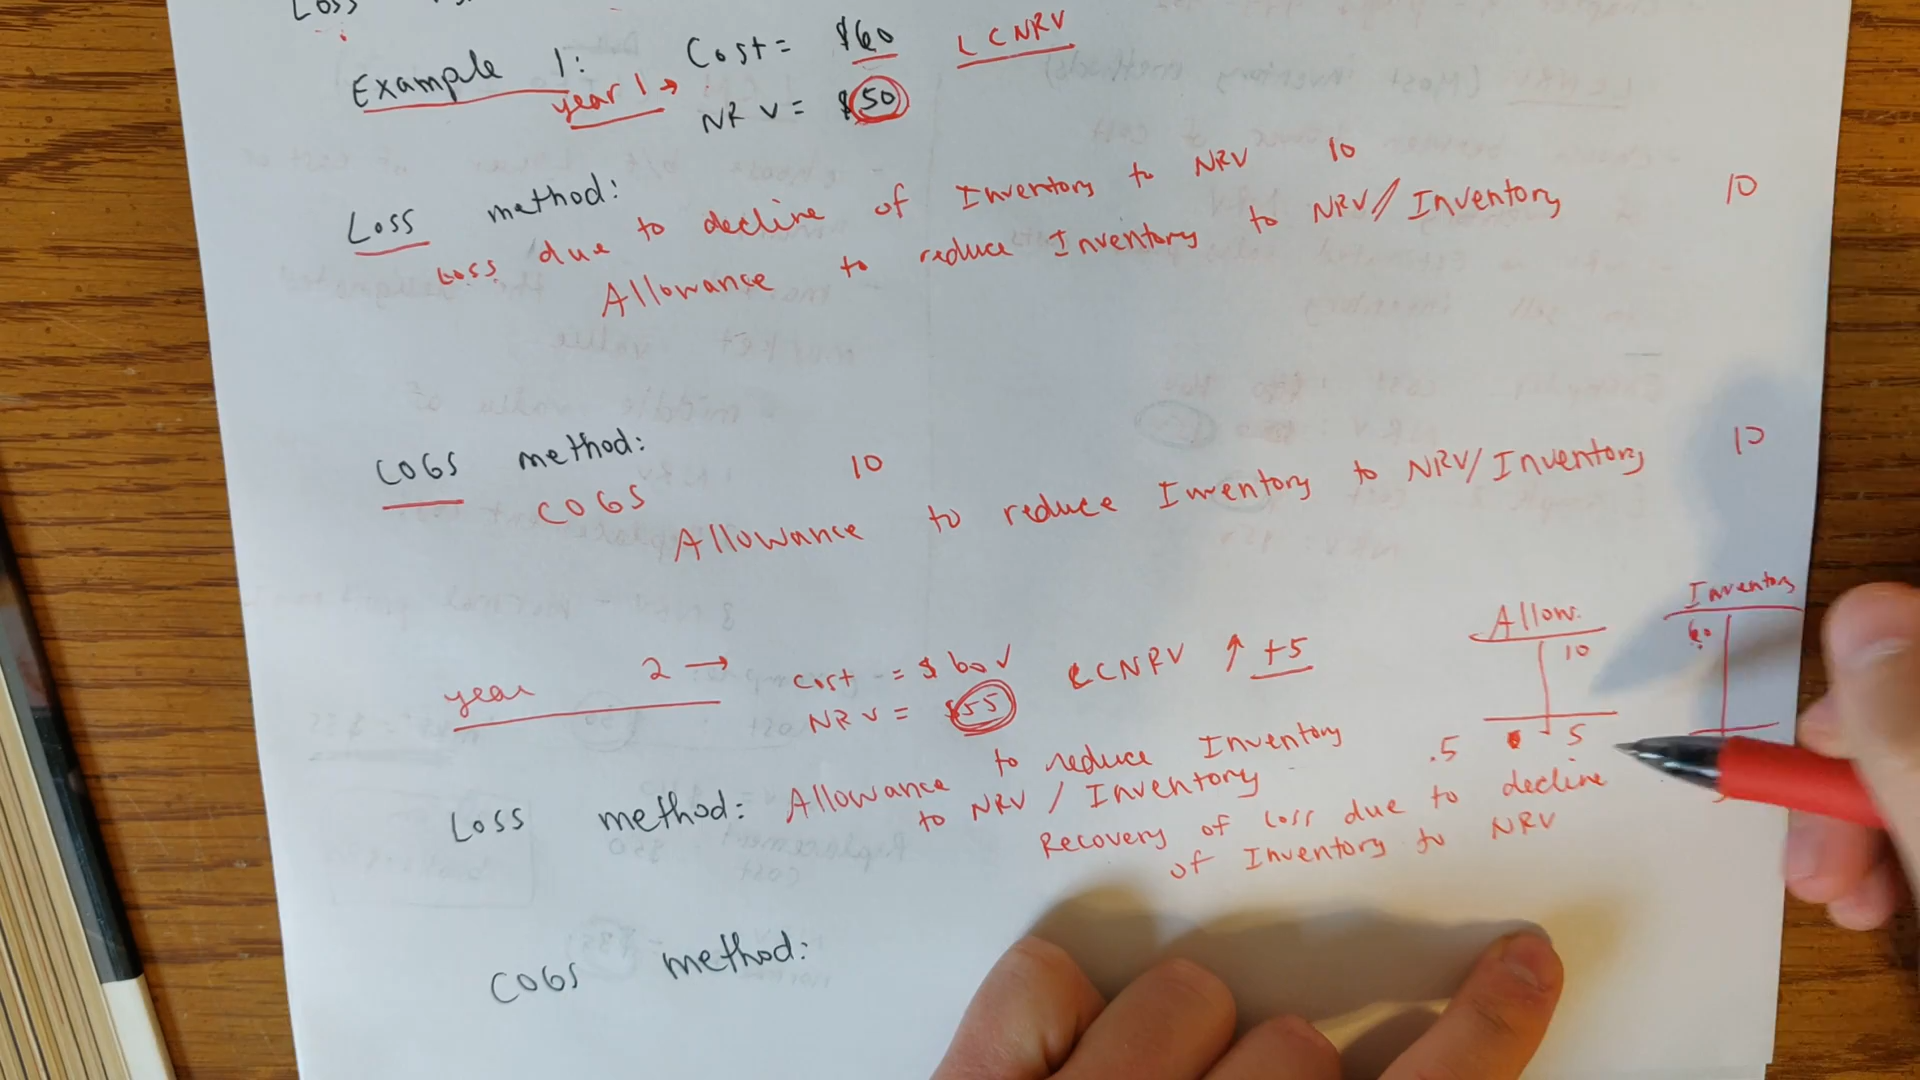 Loss
Example 1: Cost = $60 LCNRV
year 1 → NRV = $50
Loss method:
Loss due to decline of Inventory to NRV 10
Allowance to reduce Inventory to NRV// Inventory 10
COGS method:
COGS 10
Allowance to reduce Inventory to NRV/Inventory 10
Allow. Inventory
10 60
year 2 → cost = $60 ✓ LCNRV ↑ +5
NRV = $55
Loss method: Allowance to reduce Inventory .5 5
to NRV / Inventory
Recovery of loss due to decline
of Inventory to NRV
COGS method: